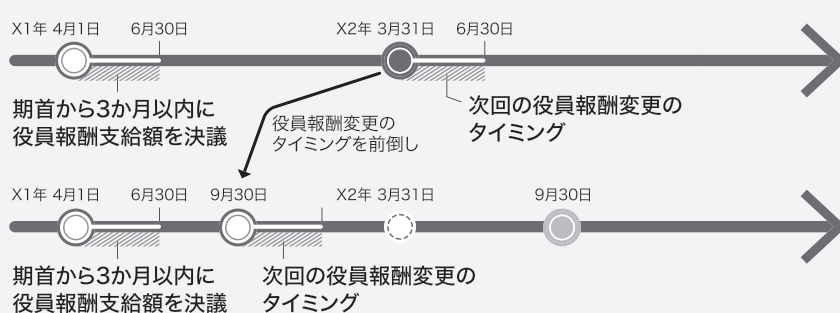 X1年 4月1日 6月30日 X2年 3月31日 6月30日
期首から3か月以内に
役員報酬支給額を決議
次回の役員報酬変更の
タイミング
役員報酬変更の
タイミングを前倒し
X1年 4月1日 6月30日 9月30日 X2年 3月31日 9月30日
期首から3か月以内に
役員報酬支給額を決議
次回の役員報酬変更の
タイミング